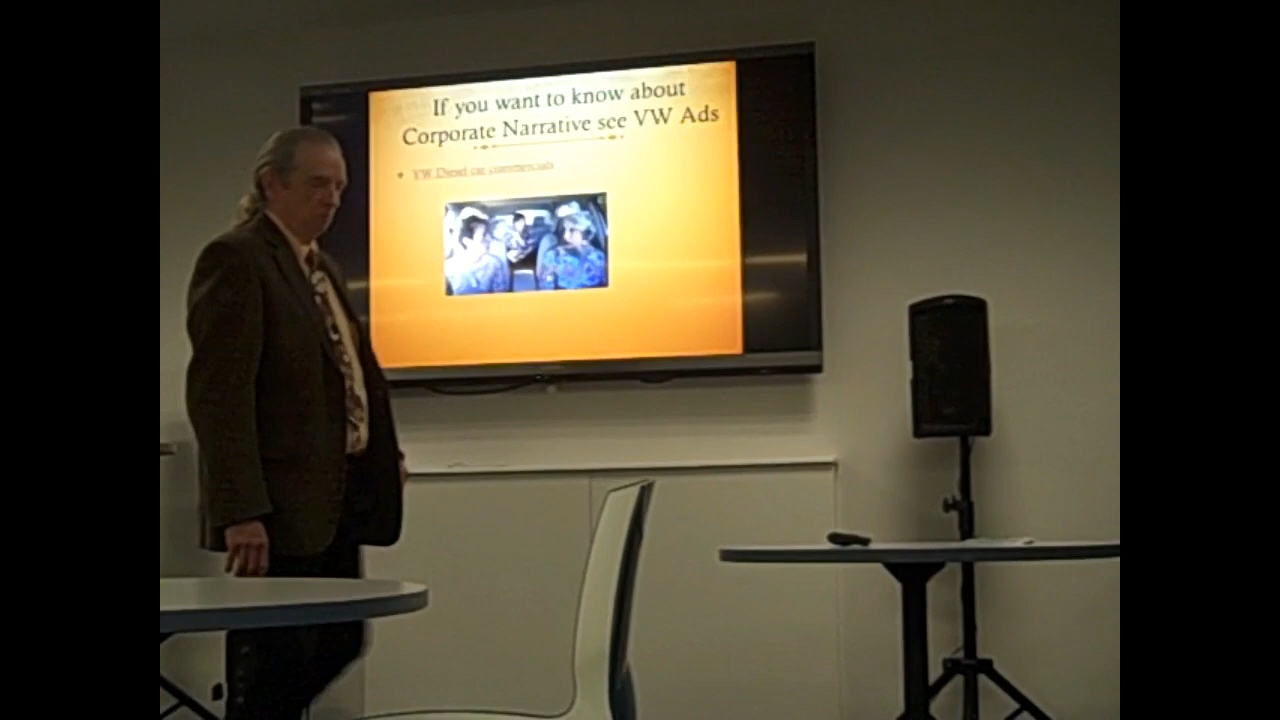 If you want to know about
Corporate Narrative see VW Ads
VW Diesel car commercials